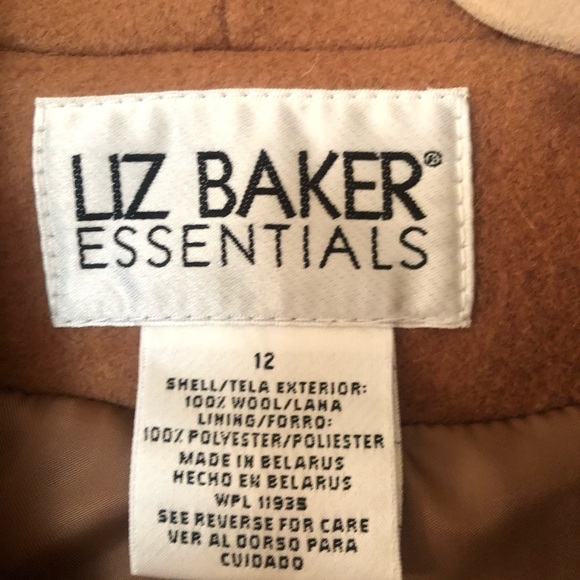 LIZ BAKER®
ESSENTIALS
12
SHELL/TELA EXTERIOR:
100% WOOL/LANA
LINING/FORRO:
100% POLYESTER/POLIESTER
MADE IN BELARUS
HECHO EN BELARUS
WPL 11935
SEE REVERSE FOR CARE
VER AL DORSO PARA
CUIDADO